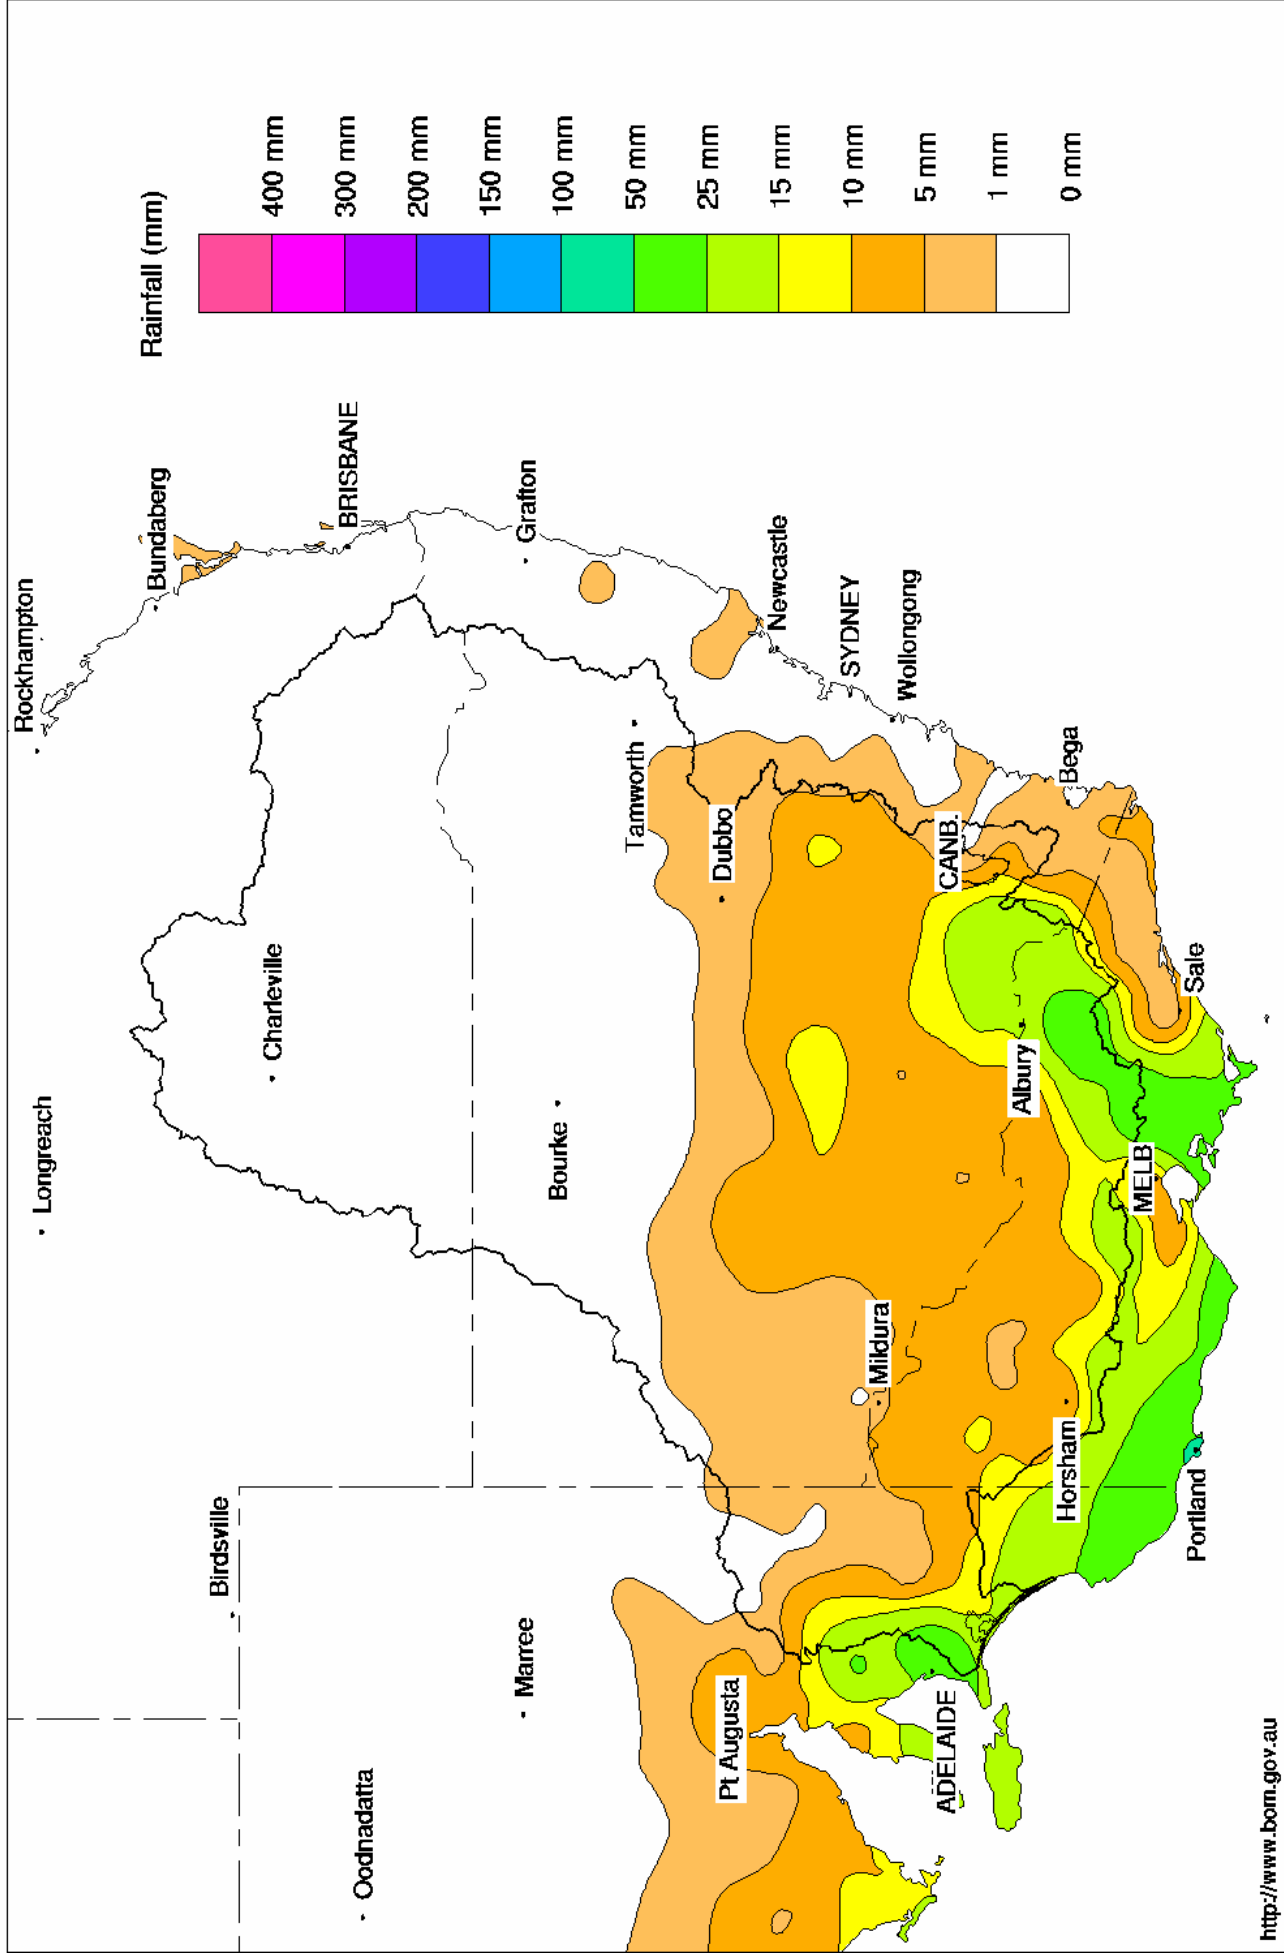 Rainfall (mm)
400 mm
300 mm
200 mm
150 mm
100 mm
50 mm
25 mm
15 mm
10 mm
5 mm
1 mm
0 mm
Rockhampton
Longreach
Bundaberg
Birdsville
Charleville
BRISBANE
Oodnadatta
Marree
Bourke
Grafton
Tamworth
Dubbo
Newcastle
Pt Augusta
SYDNEY
Mildura
Wollongong
ADELAIDE
CANB.
Albury
Horsham
Bega
MELB
Portland
Sale
http://www.bom.gov.au